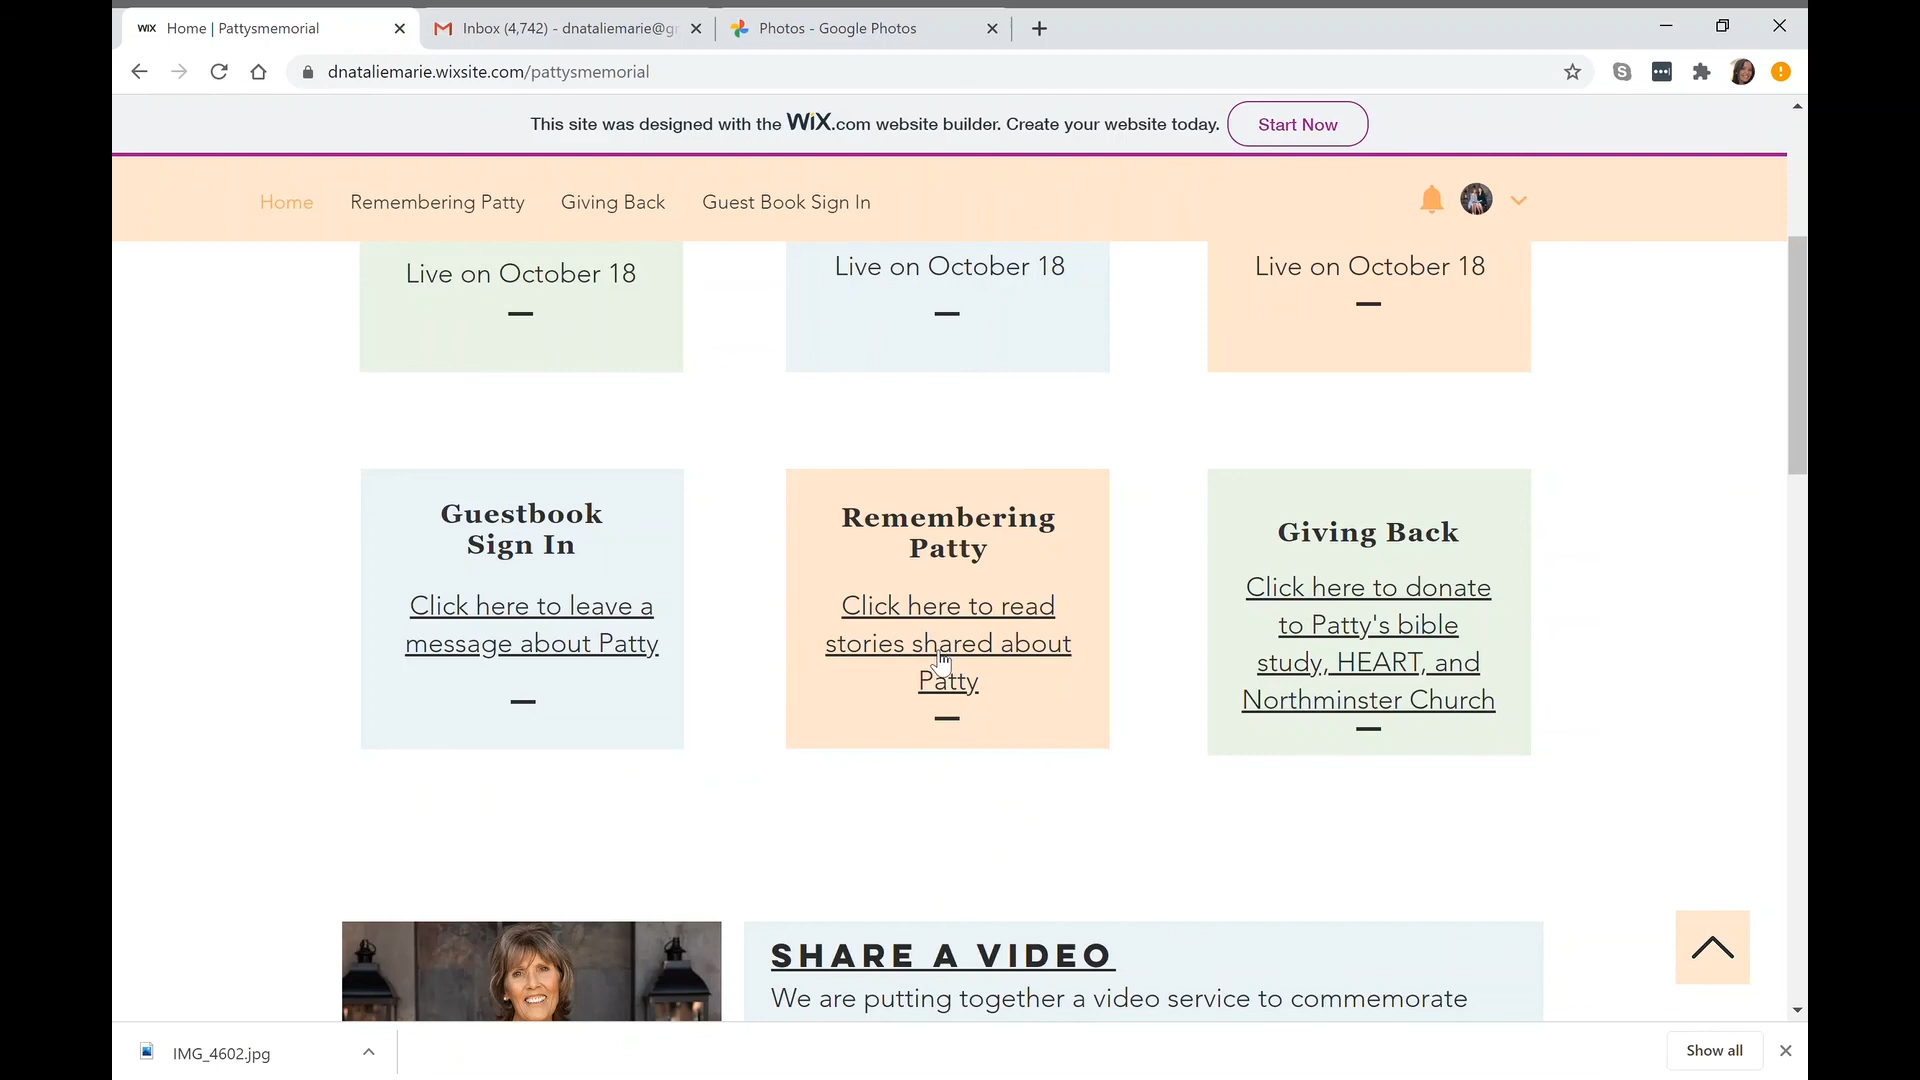 WiX Home | Pattysmemorial
Inbox (4,742) - dnataliemarie@gr
Photos - Google Photos
dnataliemarie.wixsite.com/pattysmemorial
This site was designed with the WiX.com website builder. Create your website today.
Start Now
Home
Remembering Patty
Giving Back
Guest Book Sign In
Live on October 18
Live on October 18
Live on October 18
Guestbook
Sign In
Click here to leave a
message about Patty
Remembering
Patty
Click here to read
stories shared about
Patty
Giving Back
Click here to donate
to Patty's bible
study, HEART, and
Northminster Church
SHARE A VIDEO
We are putting together a video service to commemorate
IMG_4602.jpg
Show all